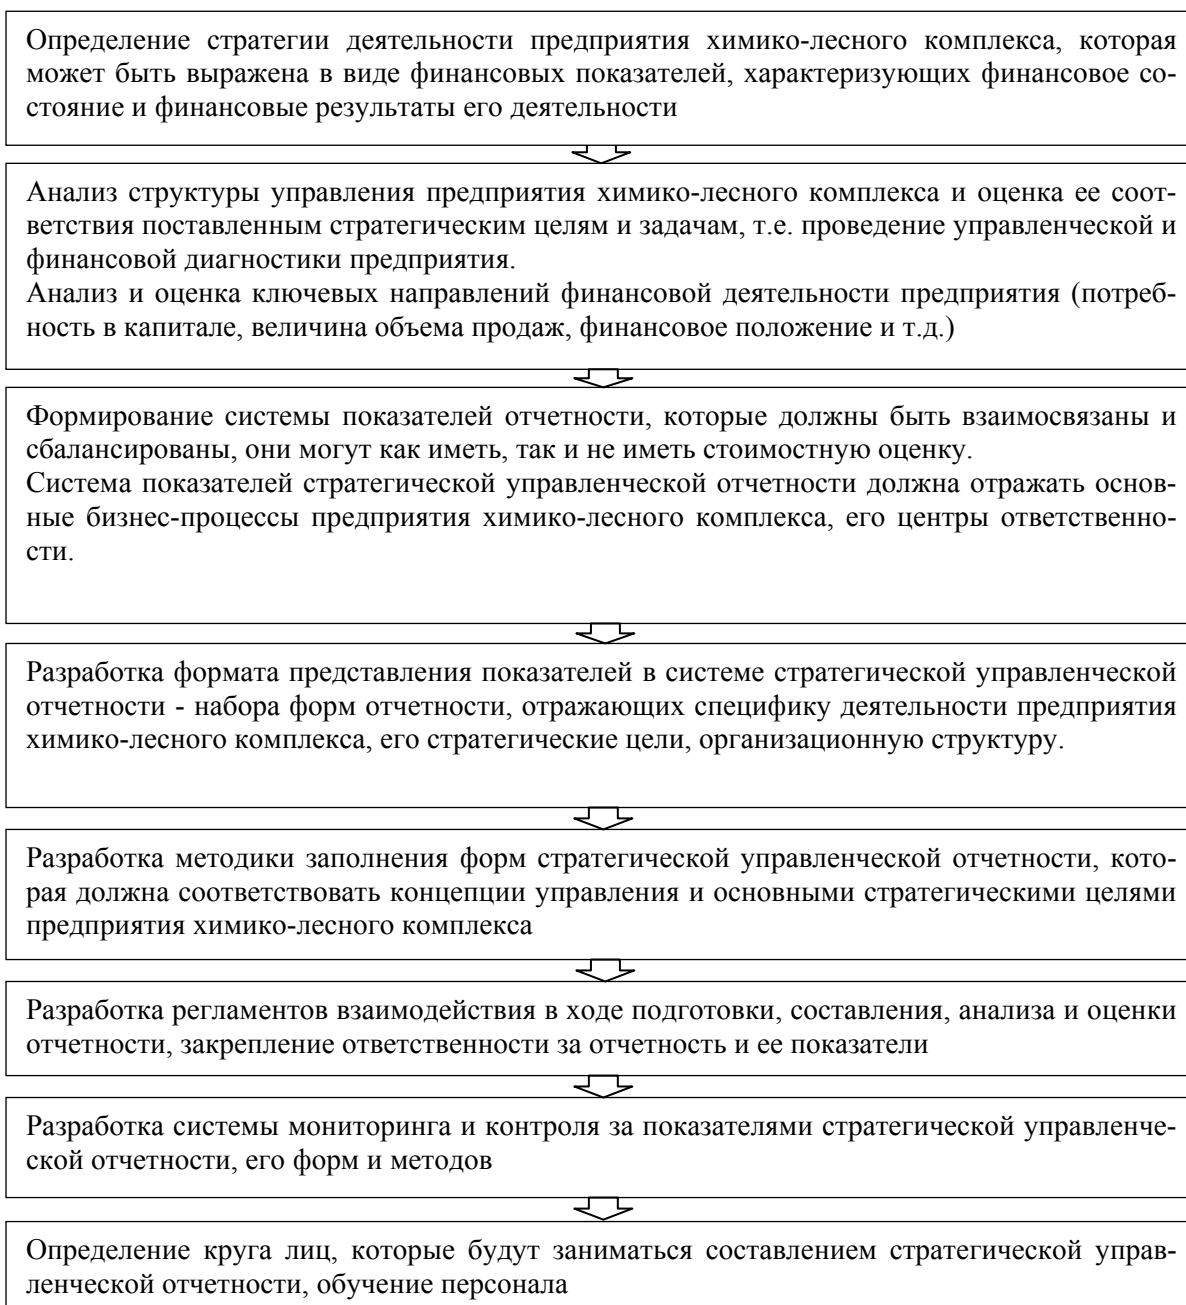 Определение стратегии деятельности предприятия химико-лесного комплекса, которая
может быть выражена в виде финансовых показателей, характеризующих финансовое со-
стояние и финансовые результаты его деятельности
Анализ структуры управления предприятия химико-лесного комплекса и оценка ее соот-
ветствия поставленным стратегическим целям и задачам, т.е. проведение управленческой и
финансовой диагностики предприятия.
Анализ и оценка ключевых направлений финансовой деятельности предприятия (потреб-
ность в капитале, величина объема продаж, финансовое положение и т.д.)
Формирование системы показателей отчетности, которые должны быть взаимосвязаны и
сбалансированы, они могут как иметь, так и не иметь стоимостную оценку.
Система показателей стратегической управленческой отчетности должна отражать основ-
ные бизнес-процессы предприятия химико-лесного комплекса, его центры ответственно-
сти.
Разработка формата представления показателей в системе стратегической управленческой
отчетности - набора форм отчетности, отражающих специфику деятельности предприятия
химико-лесного комплекса, его стратегические цели, организационную структуру.
Разработка методики заполнения форм стратегической управленческой отчетности, кото-
рая должна соответствовать концепции управления и основными стратегическими целями
предприятия химико-лесного комплекса
Разработка регламентов взаимодействия в ходе подготовки, составления, анализа и оценки
отчетности, закрепление ответственности за отчетность и ее показатели
Разработка системы мониторинга и контроля за показателями стратегической управленче-
ской отчетности, его форм и методов
Определение круга лиц, которые будут заниматься составлением стратегической управ-
ленческой отчетности, обучение персонала